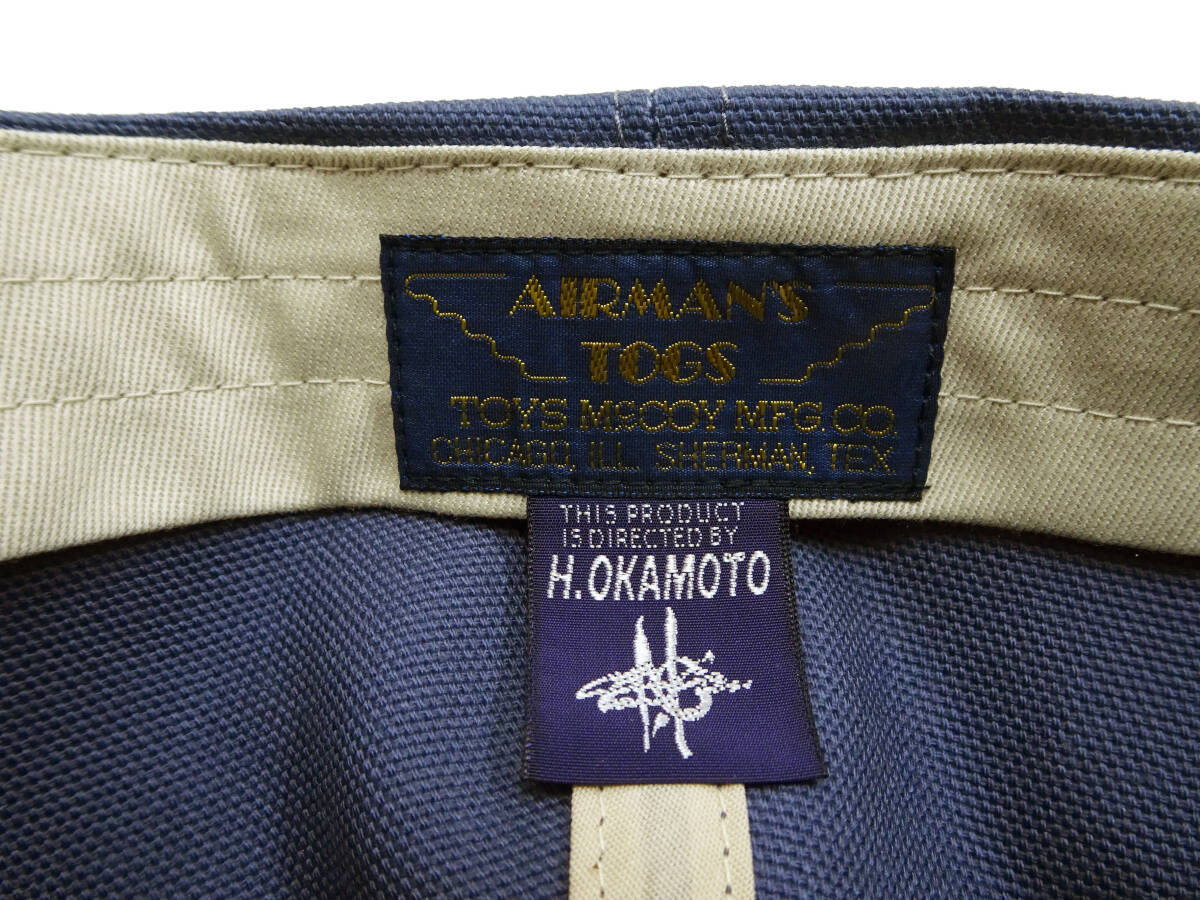 AIRMAN'S
TOGS
TOYS McCOY MFG. CO.
CHICAGO, ILL. SHERMAN, TEX
THIS PRODUCT
IS DIRECTED BY
H.OKAMOTO